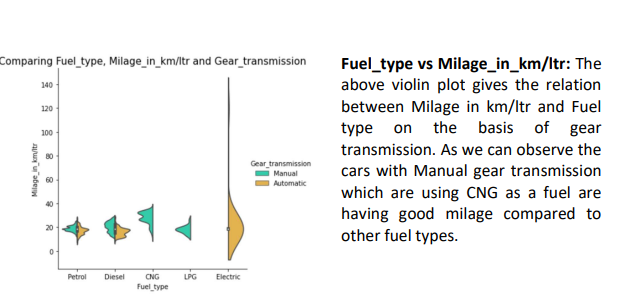 Comparing Fuel_type, Milage_in_km/ltr and Gear_transmission
140
120
100
80
60
40
20
0
Milage_in_km/ltr
Petrol Diesel CNG LPG Electric
Fuel_type
Gear_transmission
Manual
Automatic
Fuel_type vs Milage_in_km/ltr: The
above violin plot gives the relation
between Milage in km/ltr and Fuel
type on the basis of gear
transmission. As we can observe the
cars with Manual gear transmission
which are using CNG as a fuel are
having good milage compared to
other fuel types.